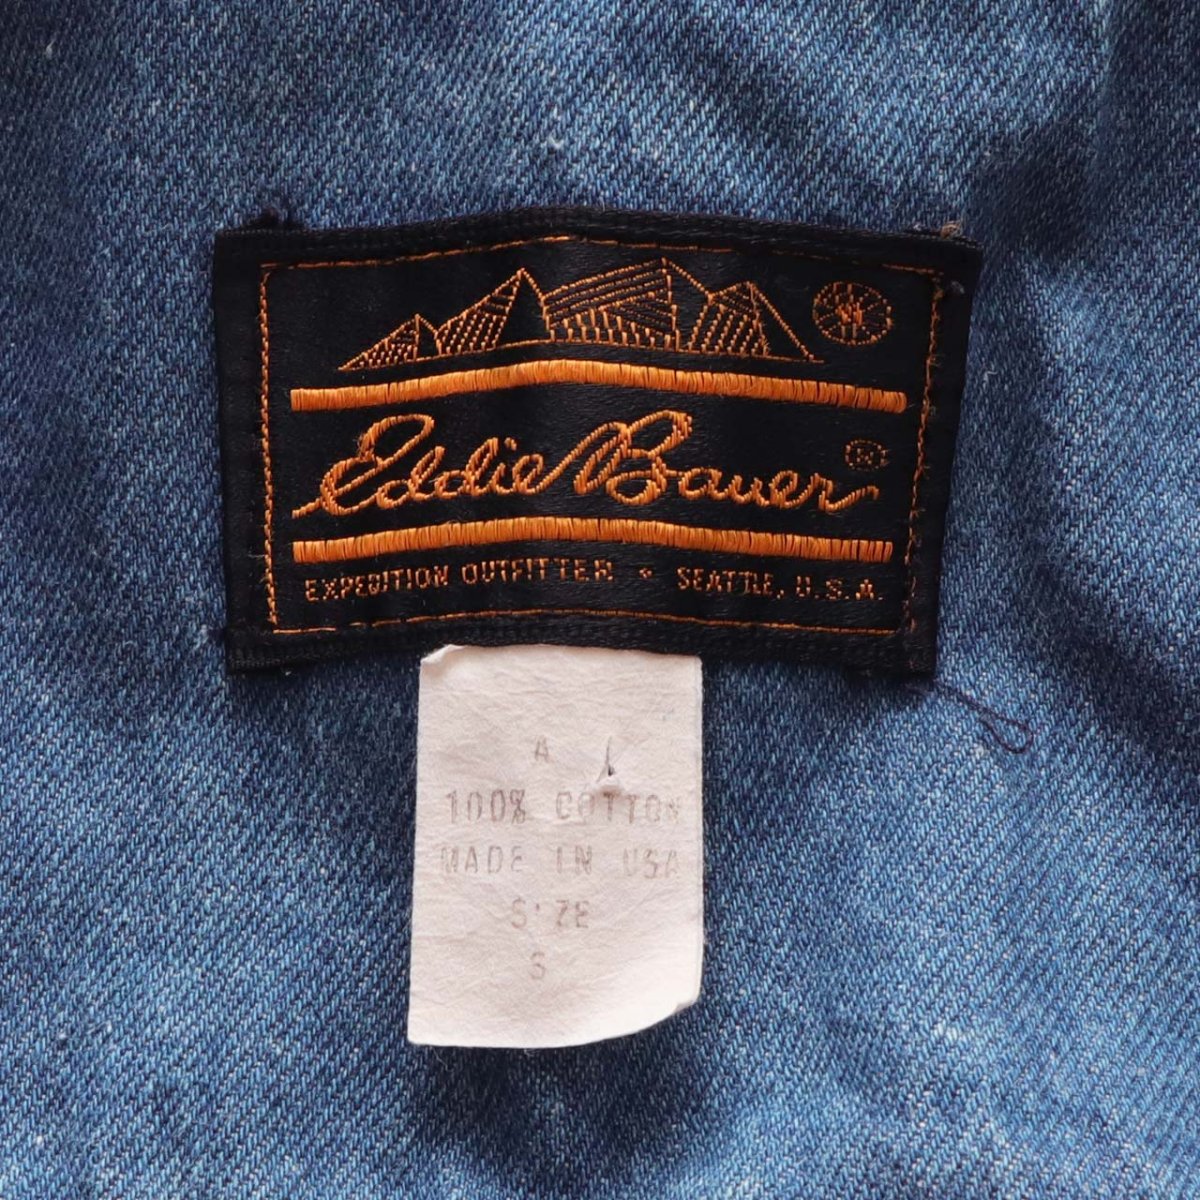 Eddie Bauer ®
EXPEDITION OUTFITTER • SEATTLE, U.S.A.
A
100% COTTON
MADE IN USA
SIZE
S